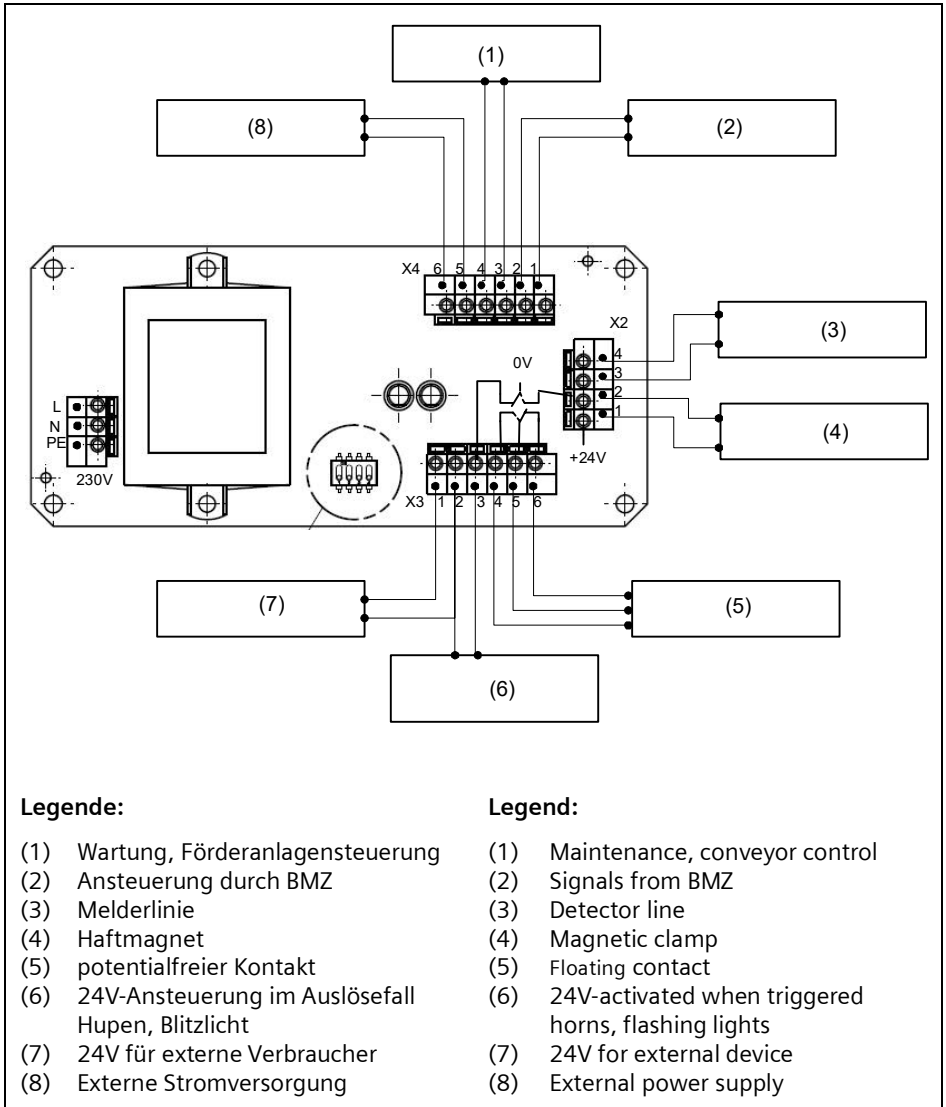 (1)
(8)
(2)
X4 6 5 4 3 2 1
X2
(3)
4
0V
3
2
1
(4)
L
N
PE
230V
+24V
X3 1 2 3 4 5 6
(7)
(5)
(6)
Legende:
(1) Wartung, Förderanlagensteuerung
(2) Ansteuerung durch BMZ
(3) Melderlinie
(4) Haftmagnet
(5) potentialfreier Kontakt
(6) 24V-Ansteuerung im Auslösefall
Hupen, Blitzlicht
(7) 24V für externe Verbraucher
(8) Externe Stromversorgung
Legend:
(1) Maintenance, conveyor control
(2) Signals from BMZ
(3) Detector line
(4) Magnetic clamp
(5) Floating contact
(6) 24V-activated when triggered
horns, flashing lights
(7) 24V for external device
(8) External power supply